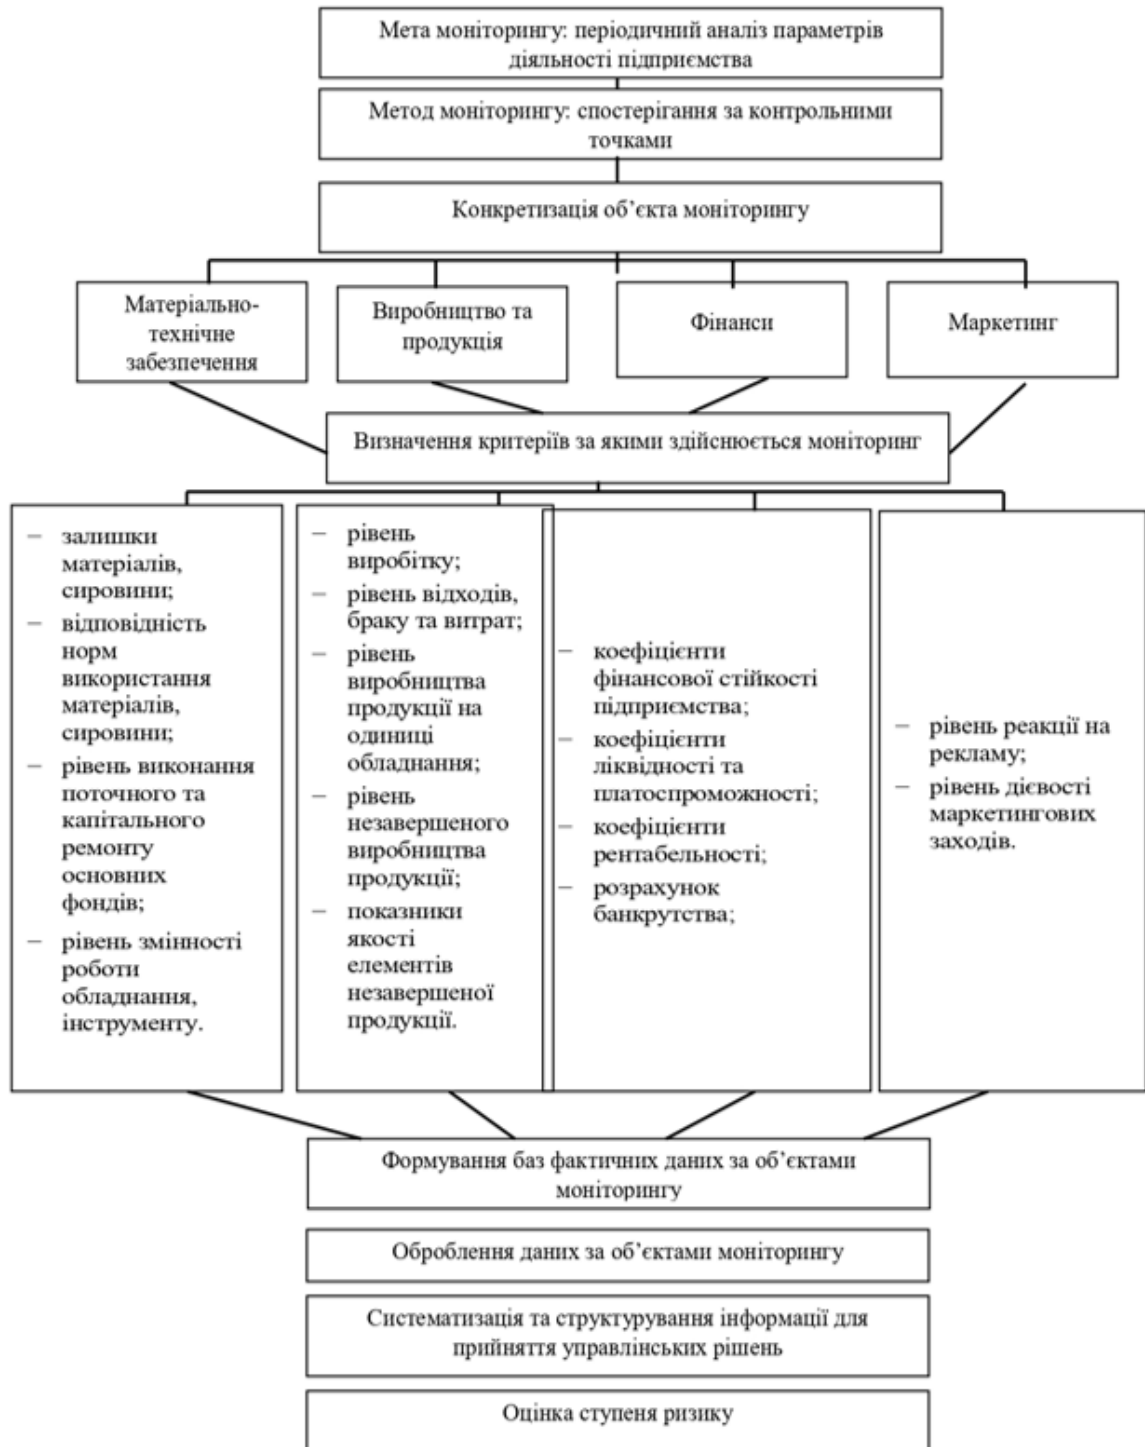 Мета моніторингу: періодичний аналіз параметрів
діяльності підприємства
Метод моніторингу: спостерігання за контрольними
точками
Конкретизація об’єкта моніторингу
Матеріально-
технічне
забезпечення
Виробництво та
продукція
Фінанси
Маркетинг
Визначення критеріїв за якими здійснюється моніторинг
– залишки
матеріалів,
сировини;
– відповідність
норм
використання
матеріалів,
сировини;
– рівень виконання
поточного та
капітального
ремонту
основних
фондів;
– рівень змінності
роботи
обладнання,
інструменту.
– рівень
виробітку;
– рівень відходів,
браку та витрат;
– рівень
виробництва
продукції на
одиниці
обладнання;
– рівень
незавершеного
виробництва
продукції;
– показники
якості
елементів
незавершеної
продукції.
– коефіцієнти
фінансової стійкості
підприємства;
– коефіцієнти
ліквідності та
платоспроможності;
– коефіцієнти
рентабельності;
– розрахунок
банкрутства;
– рівень реакції на
рекламу;
– рівень дієвості
маркетингових
заходів.
Формування баз фактичних даних за об’єктами
моніторингу
Оброблення даних за об’єктами моніторингу
Систематизація та структурування інформації для
прийняття управлінських рішень
Оцінка ступеня ризику